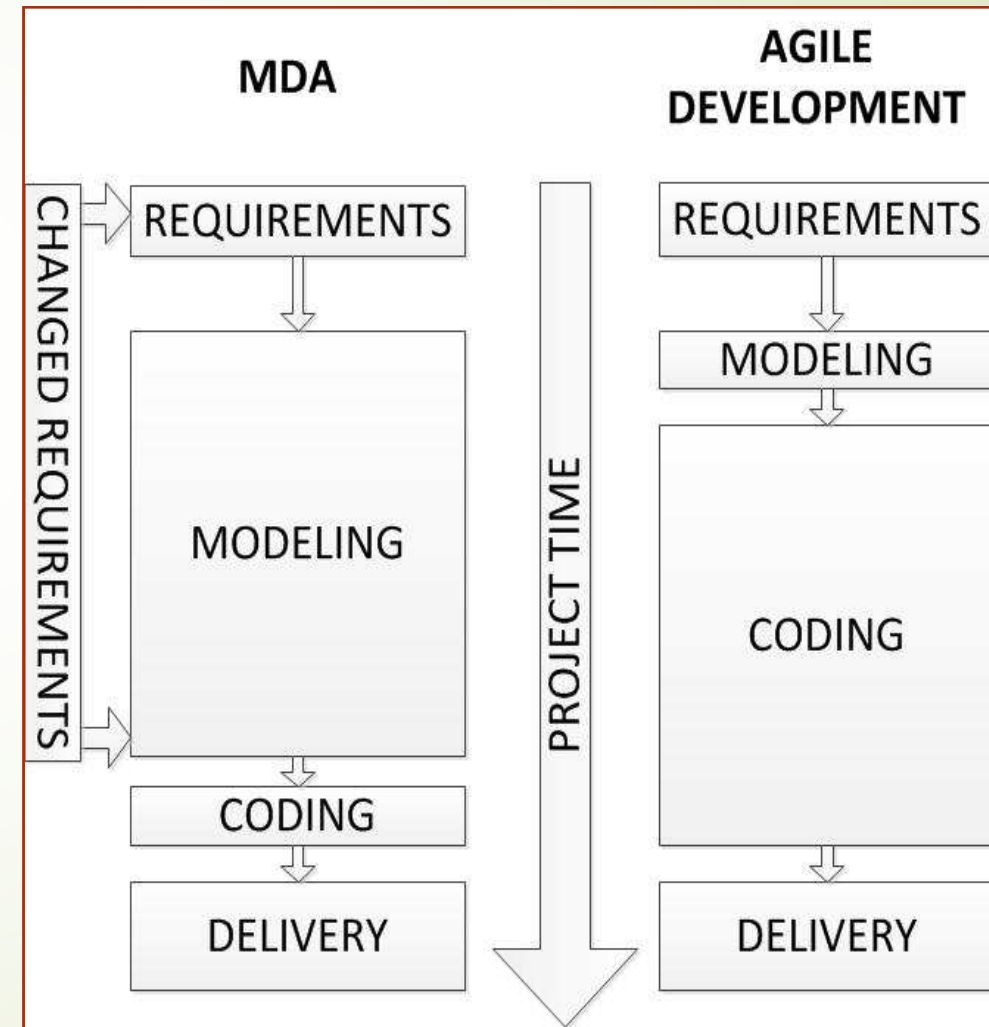 MDA
AGILE
DEVELOPMENT
CHANGED REQUIREMENTS
REQUIREMENTS
MODELING
CODING
DELIVERY
PROJECT TIME
REQUIREMENTS
MODELING
CODING
DELIVERY